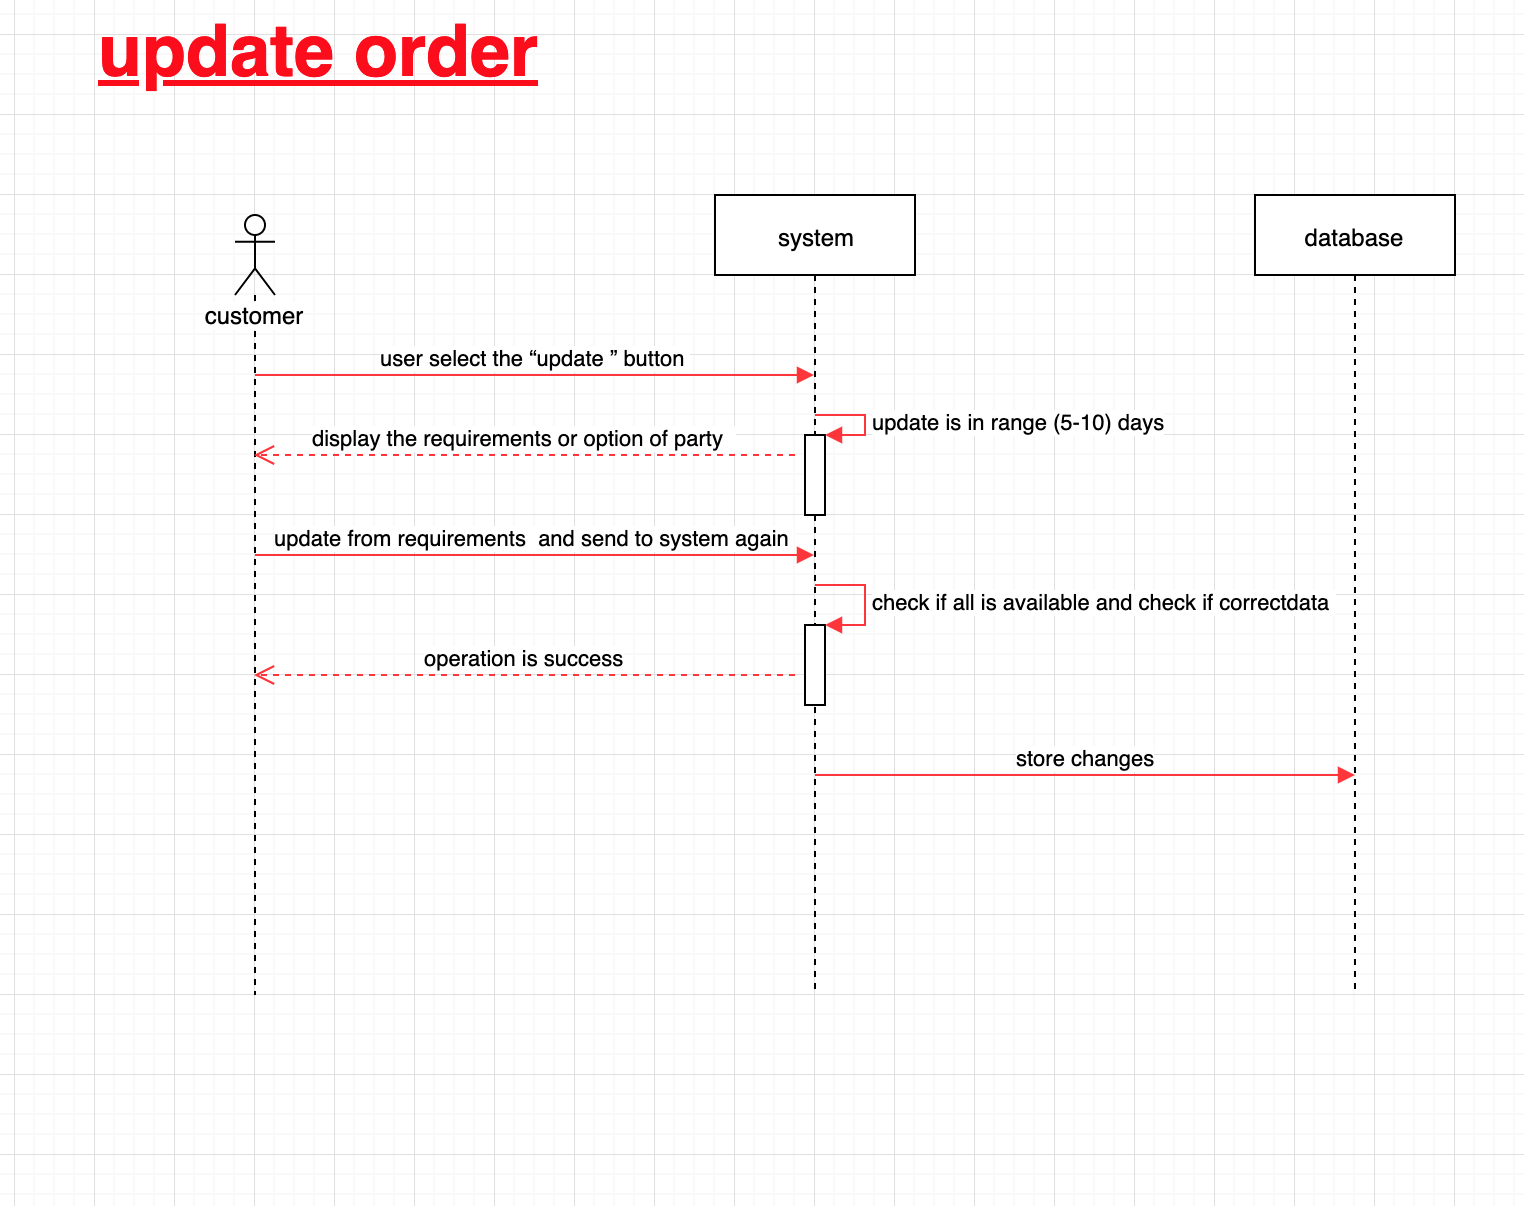 update order
system
database
customer
user select the “update ” button
update is in range (5-10) days
display the requirements or option of party
update from requirements  and send to system again
check if all is available and check if correctdata
operation is success
store changes